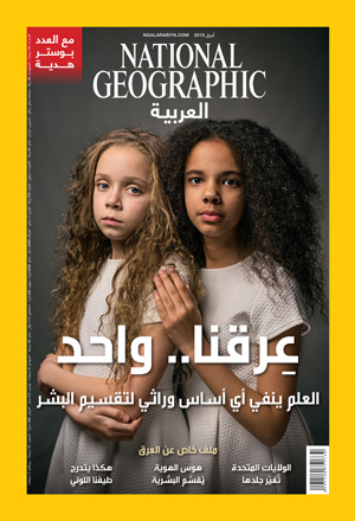 NGALARABIYA.COM أبريل 2018
مع العدد
بوستر
هدية
NATIONAL
GEOGRAPHIC
العربية
عِرقنا.. واحد
العلم ينفي أي أساس وراثي لتقسيم البشر
ملف خاص عن العرق
الولايات المتحدة
تُغيّر جلدها
هوس الهوية
يُقسّم البشرية
هكذا يتدرج
طيفنا اللوني